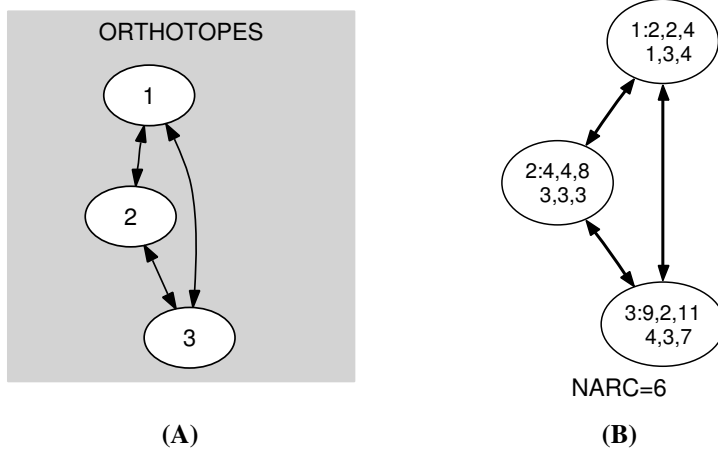 ORTHOTOPES
1
2
3
(A)
1:2,2,4
1,3,4
2:4,4,8
3,3,3
3:9,2,11
4,3,7
NARC=6
(B)